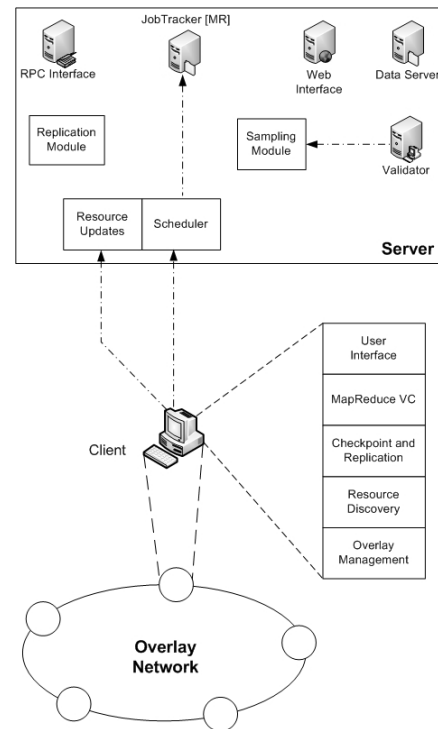 JobTracker [MR]
RPC Interface
Web
Interface
Data Server
Replication
Module
Sampling
Module
Validator
Resource
Updates
Scheduler
Server
User
Interface
MapReduce VC
Client
Checkpoint and
Replication
Resource
Discovery
Overlay
Management
Overlay
Network